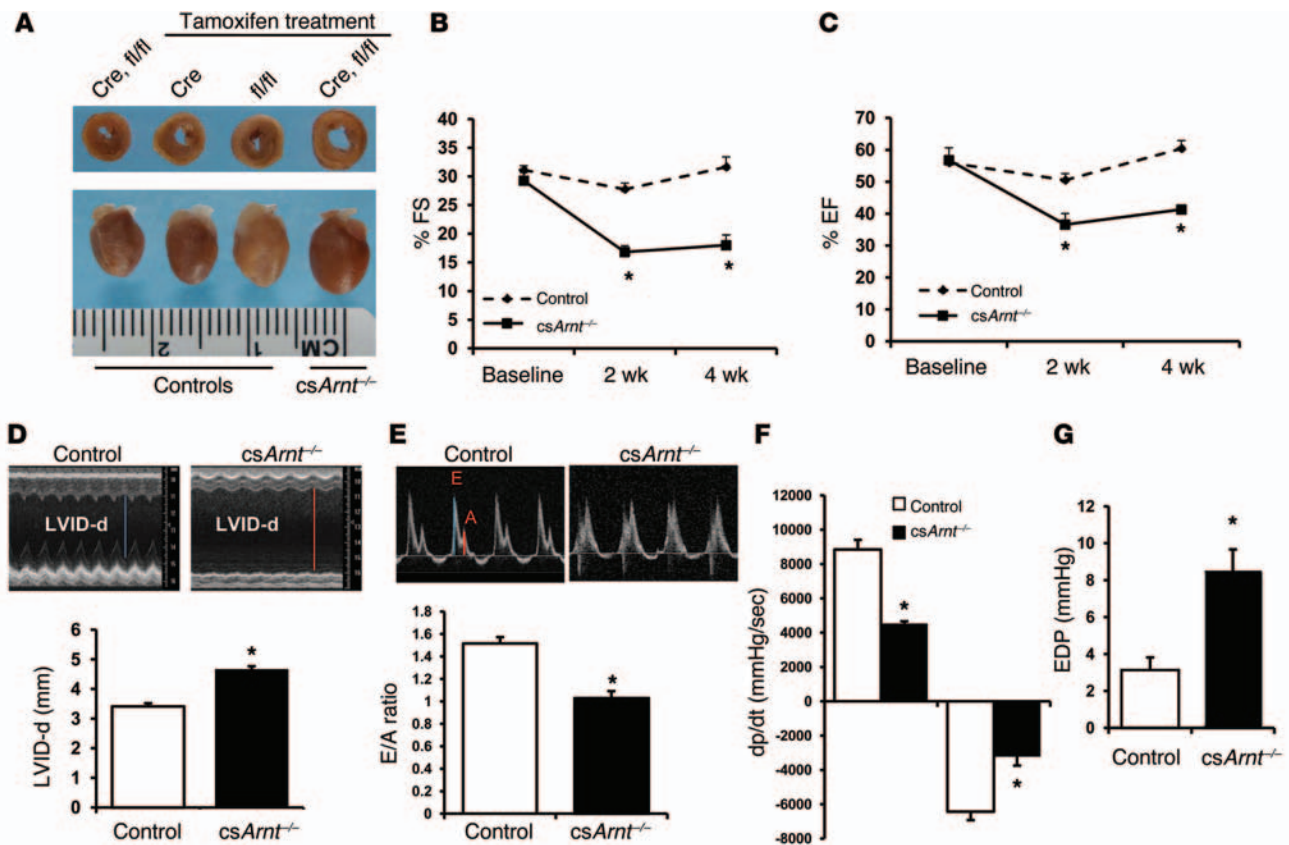 A
Tamoxifen treatment
Cre, fl/fl
Cre
fl/fl
Cre, fl/fl
2
1
CM
Controls
csArnt–/–
B
40
35
30
25
20
15
10
5
0
% FS
Control
csArnt–/–
Baseline
2 wk
4 wk
*
*
C
70
60
50
40
30
20
10
0
% EF
Control
csArnt–/–
Baseline
2 wk
4 wk
*
*
D
Control
csArnt–/–
LVID-d
LVID-d
6
5
4
3
2
1
0
LVID-d (mm)
*
Control
csArnt–/–
E
Control
csArnt–/–
E
A
1.8
1.6
1.4
1.2
1
0.8
0.6
0.4
0.2
0
E/A ratio
*
Control
csArnt–/–
F
12000
10000
8000
6000
4000
2000
0
-2000
-4000
-6000
-8000
dp/dt (mmHg/sec)
Control
csArnt–/–
*
*
G
12
10
8
6
4
2
0
EDP (mmHg)
*
Control
csArnt–/–